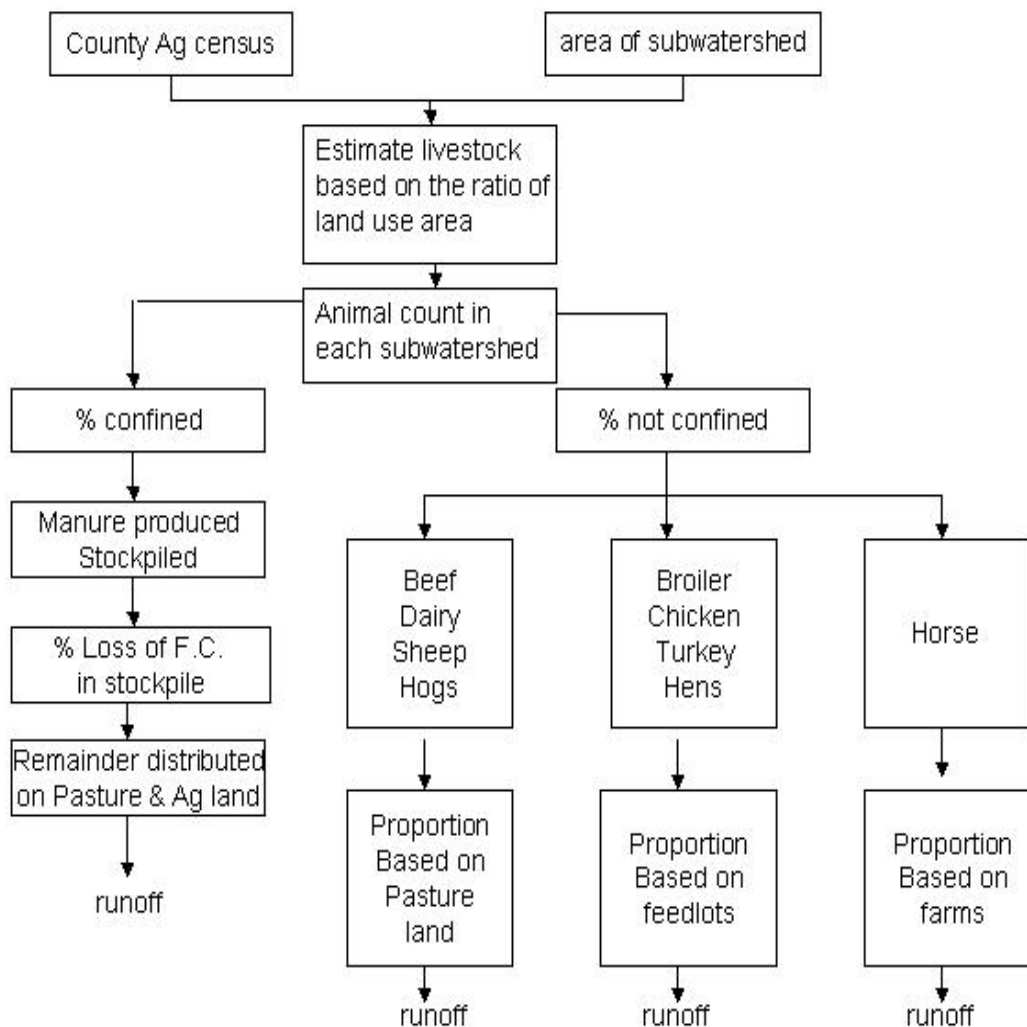 County Ag census
area of subwatershed
Estimate livestock
based on the ratio of
land use area
Animal count in
each subwatershed
% confined
% not confined
Manure produced
Stockpiled
% Loss of F.C.
in stockpile
Remainder distributed
on Pasture & Ag land
runoff
Beef
Dairy
Sheep
Hogs
Broiler
Chicken
Turkey
Hens
Horse
Proportion
Based on
Pasture
land
Proportion
Based on
feedlots
Proportion
Based on
farms
runoff
runoff
runoff